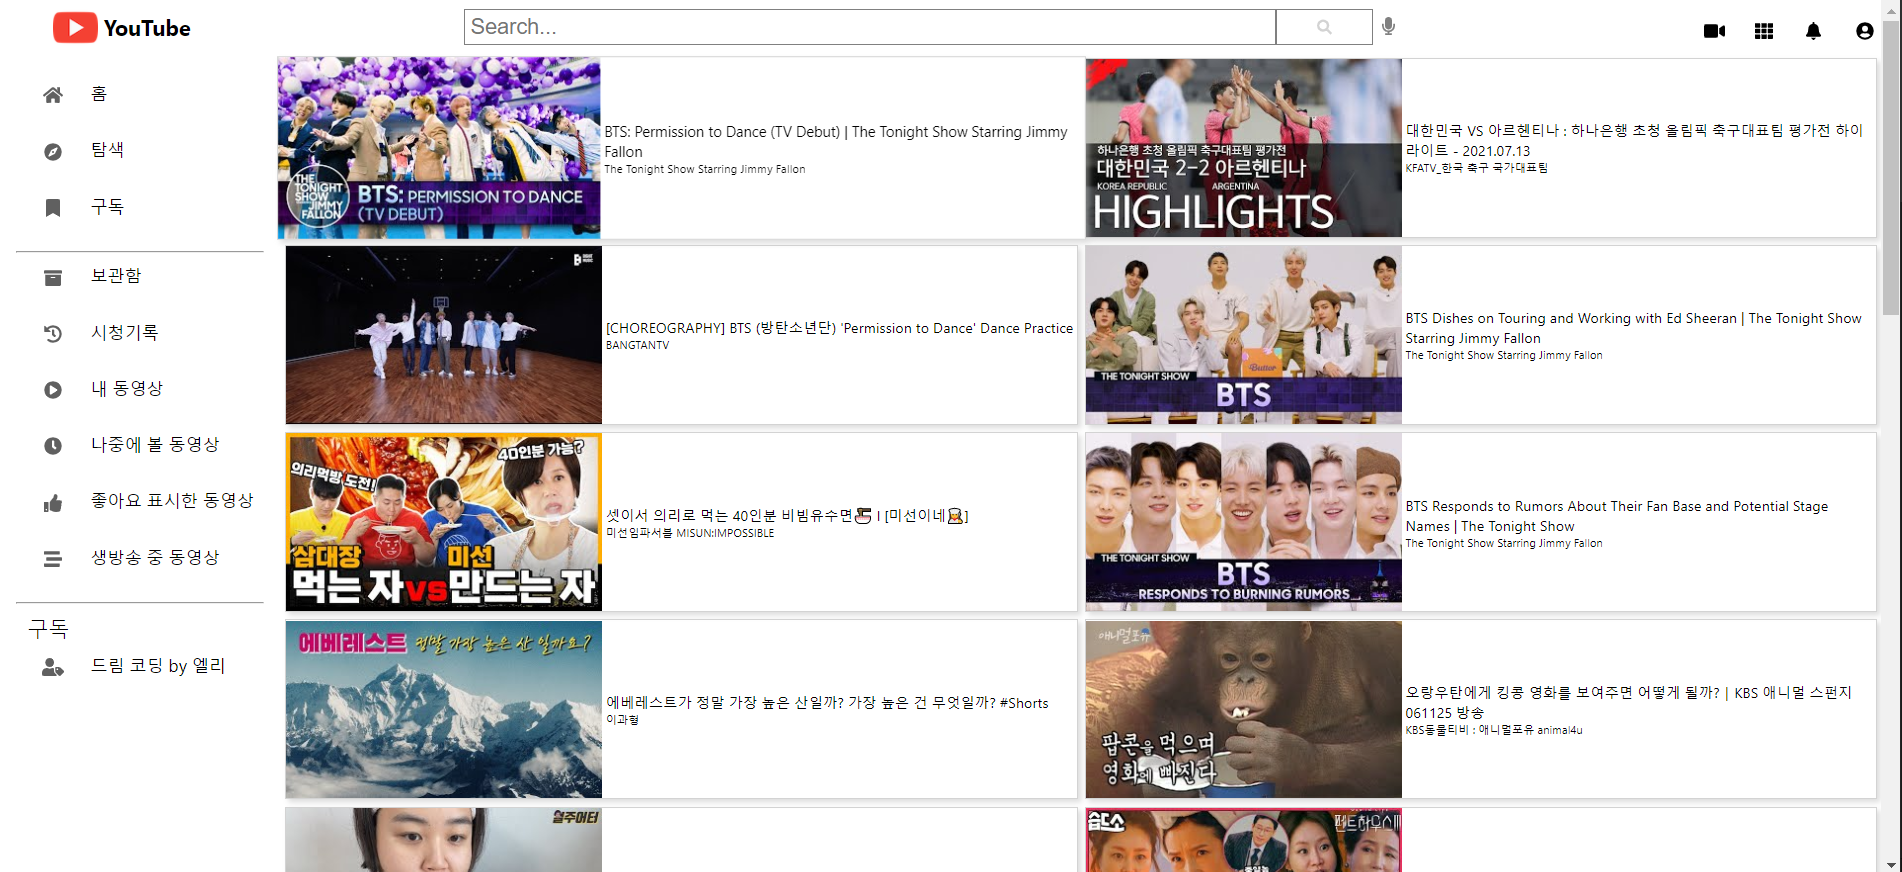 YouTube
Search...
홈
탐색
구독
보관함
시청기록
내 동영상
나중에 볼 동영상
좋아요 표시한 동영상
생방송 중 동영상
구독
드림 코딩 by 엘리
THE
TONIGHT
SHOW
JIMMY
FALLON
BTS: PERMISSION TO DANCE
(TV DEBUT)
BTS: Permission to Dance (TV Debut) | The Tonight Show Starring Jimmy
Fallon
The Tonight Show Starring Jimmy Fallon
하나은행 초청 올림픽 축구대표팀 평가전
대한민국 2-2 아르헨티나
KOREA REPUBLIC ARGENTINA
HIGHLIGHTS
대한민국 VS 아르헨티나 : 하나은행 초청 올림픽 축구대표팀 평가전 하이
라이트 - 2021.07.13
KFATV_한국 축구 국가대표팀
[CHOREOGRAPHY] BTS (방탄소년단) 'Permission to Dance' Dance Practice
BANGTANTV
Butter
THE TONIGHT SHOW
BTS
BTS Dishes on Touring and Working with Ed Sheeran | The Tonight Show
Starring Jimmy Fallon
The Tonight Show Starring Jimmy Fallon
의리먹방 도전!
40인분 가능?
삼대장 미선
먹는 자vs만드는 자
셋이서 의리로 먹는 40인분 비빔유수면🍜 l [미선이네👩‍🍳]
미선임파서블 MISUN:IMPOSSIBLE
THE TONIGHT SHOW
BTS
RESPONDS TO BURNING RUMORS
BTS Responds to Rumors About Their Fan Base and Potential Stage
Names | The Tonight Show
The Tonight Show Starring Jimmy Fallon
에베레스트 정말 가장 높은 산 일까요?
에베레스트가 정말 가장 높은 산일까? 가장 높은 건 무엇일까? #Shorts
이과형
애니멀포유
팝콘을 먹으며
영화에 빠진다
오랑우탄에게 킹콩 영화를 보여주면 어떻게 될까? | KBS 애니멀 스펀지
061125 방송
KBS동물티비 : 애니멀포유 animal4u
펜트하우스III